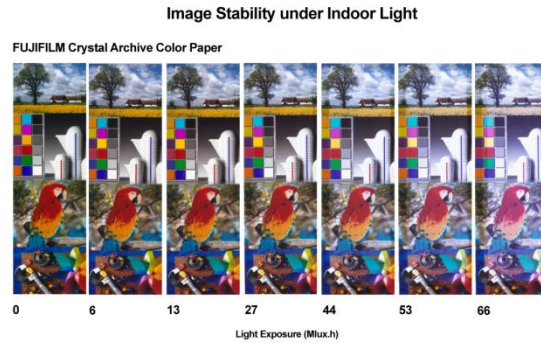 Image Stability under Indoor Light
FUJIFILM Crystal Archive Color Paper
0 6 13 27 44 53 66
Light Exposure (Mlux.h)